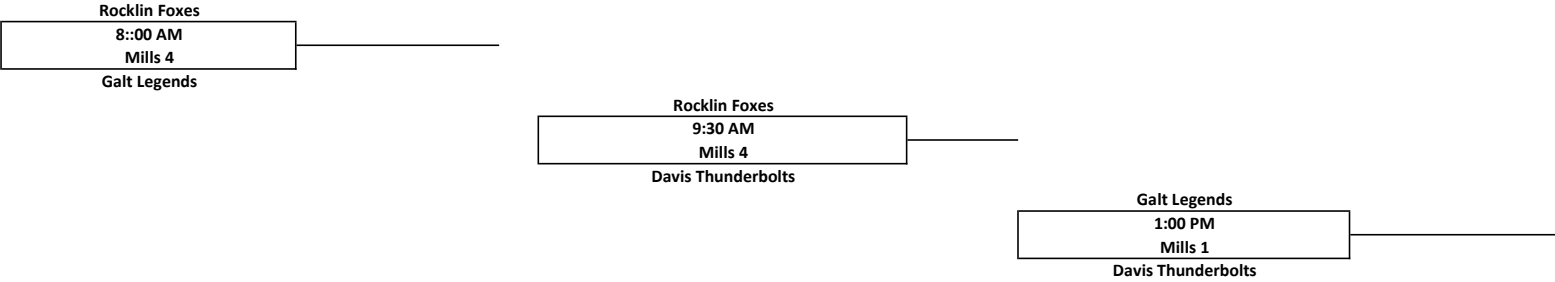 Rocklin Foxes
8::00 AM
Mills 4
Galt Legends
Rocklin Foxes
9:30 AM
Mills 4
Davis Thunderbolts
Galt Legends
1:00 PM
Mills 1
Davis Thunderbolts